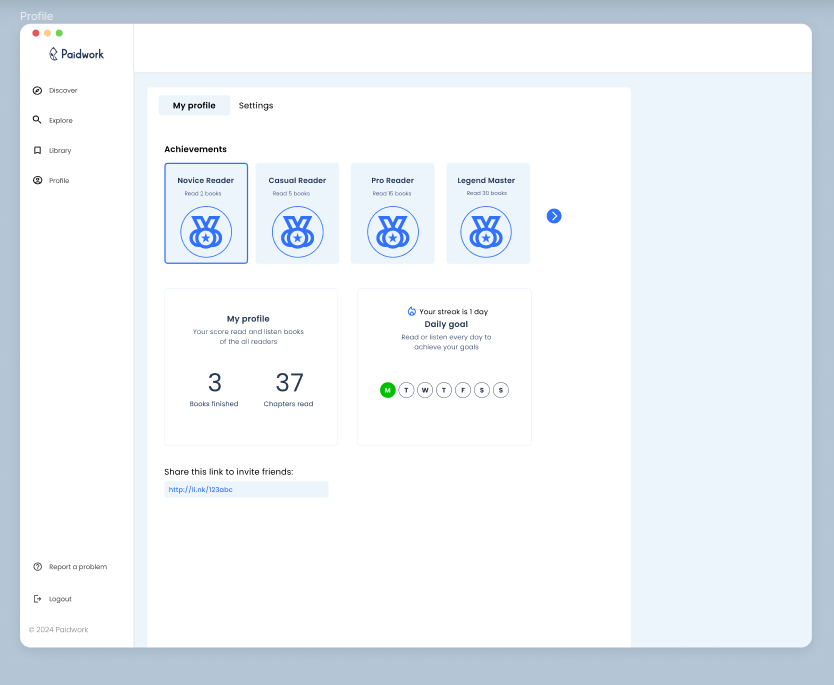 Profile
Paidwork
Discover
Explore
Library
Profile
Report a problem
Logout
© 2024 Paidwork
My profile
Settings
Achievements
Novice Reader
Read 2 books
Casual Reader
Read 5 books
Pro Reader
Read 15 books
Legend Master
Read 30 books
My profile
Your score read and listen books
of the all readers
3
Books finished
37
Chapters read
Your streak is 1 day
Daily goal
Read or listen every day to
achieve your goals
M T W T F S S
Share this link to invite friends:
http://li.nk/123abc